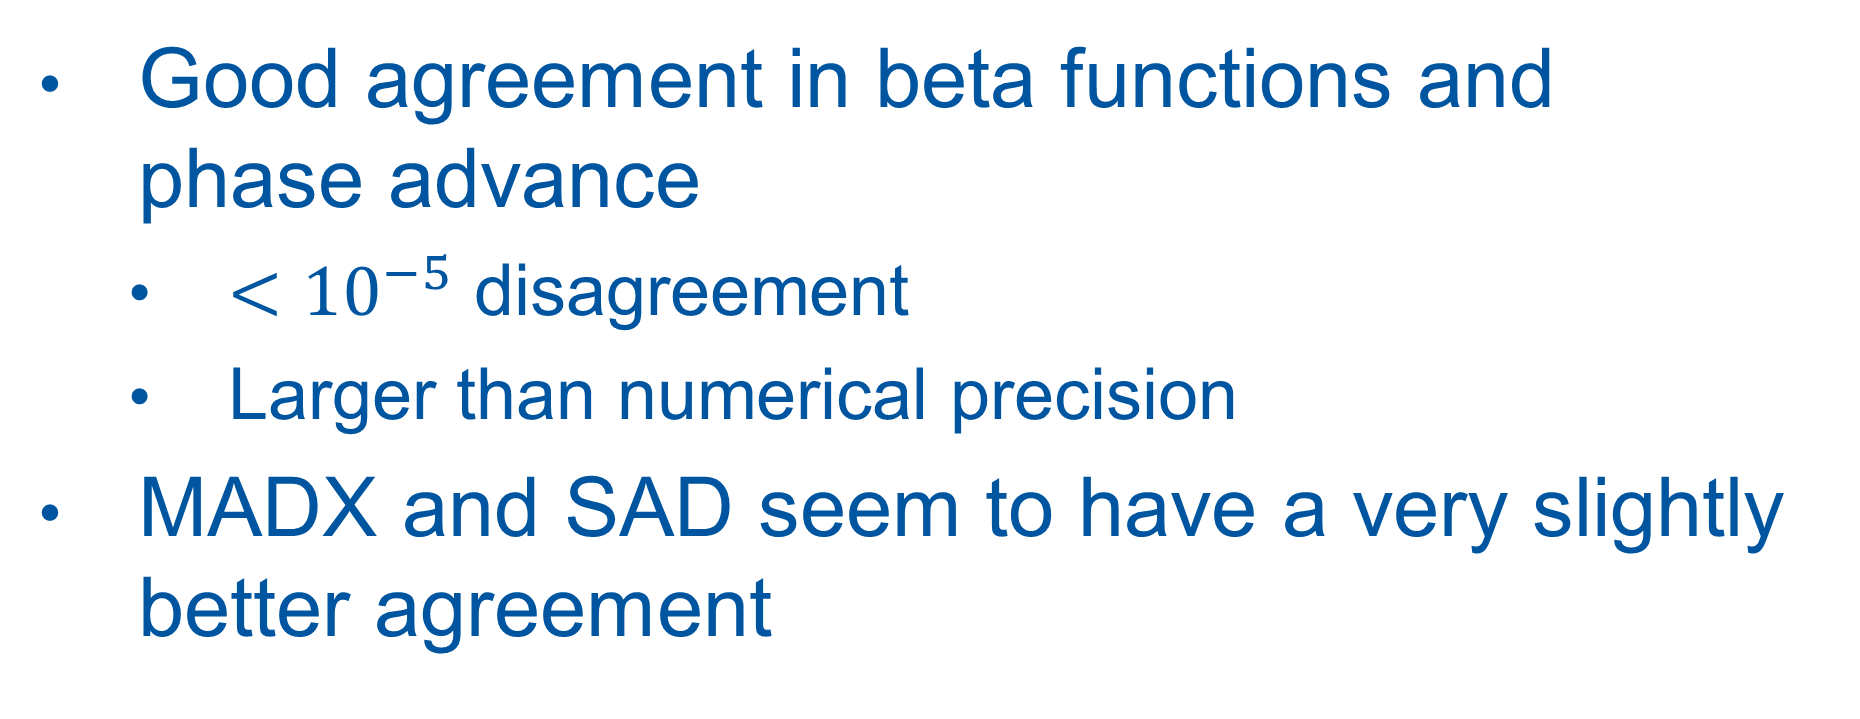 • Good agreement in beta functions and
phase advance
• < 10⁻⁵ disagreement
• Larger than numerical precision
• MADX and SAD seem to have a very slightly
better agreement